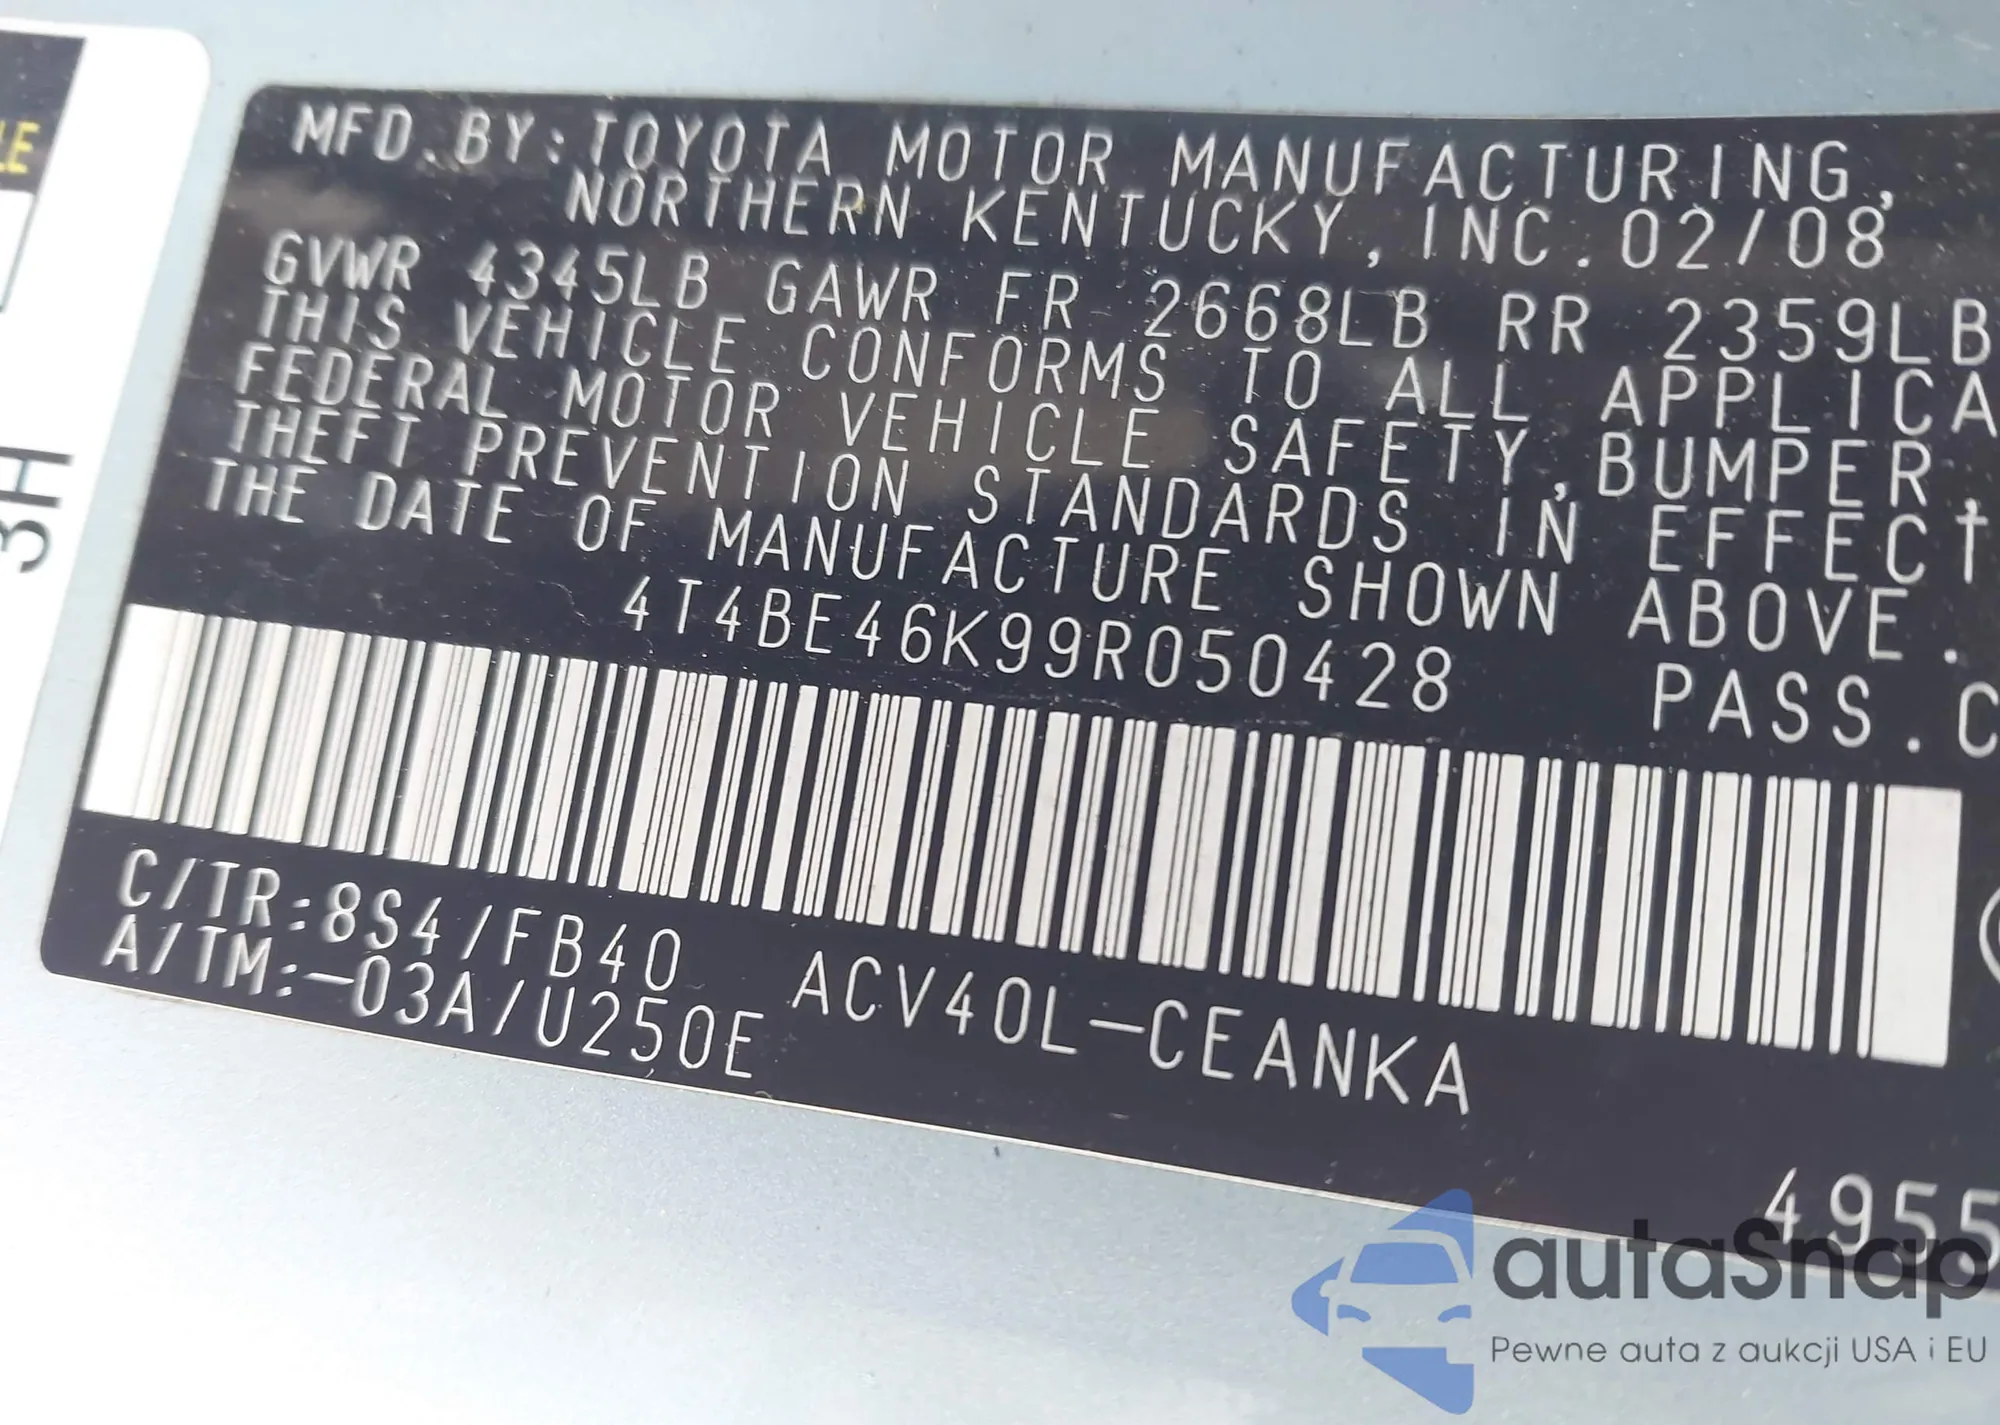 LE
3H
MFD.BY:TOYOTA MOTOR MANUFACTURING,
NORTHERN KENTUCKY,INC.02/08
GVWR 4345LB GAWR FR 2668LB RR 2359LB
THIS VEHICLE CONFORMS TO ALL APPLICA
FEDERAL MOTOR VEHICLE SAFETY,BUMPER,
THEFT PREVENTION STANDARDS IN EFFECT
THE DATE OF MANUFACTURE SHOWN ABOVE.
4T4BE46K99R050428 PASS.C
C/TR:8S4/FB40 ACV40L-CEANKA
A/TM:-03A/U250E
4955
autaSnap
Pewne auta z aukcji USA i EU